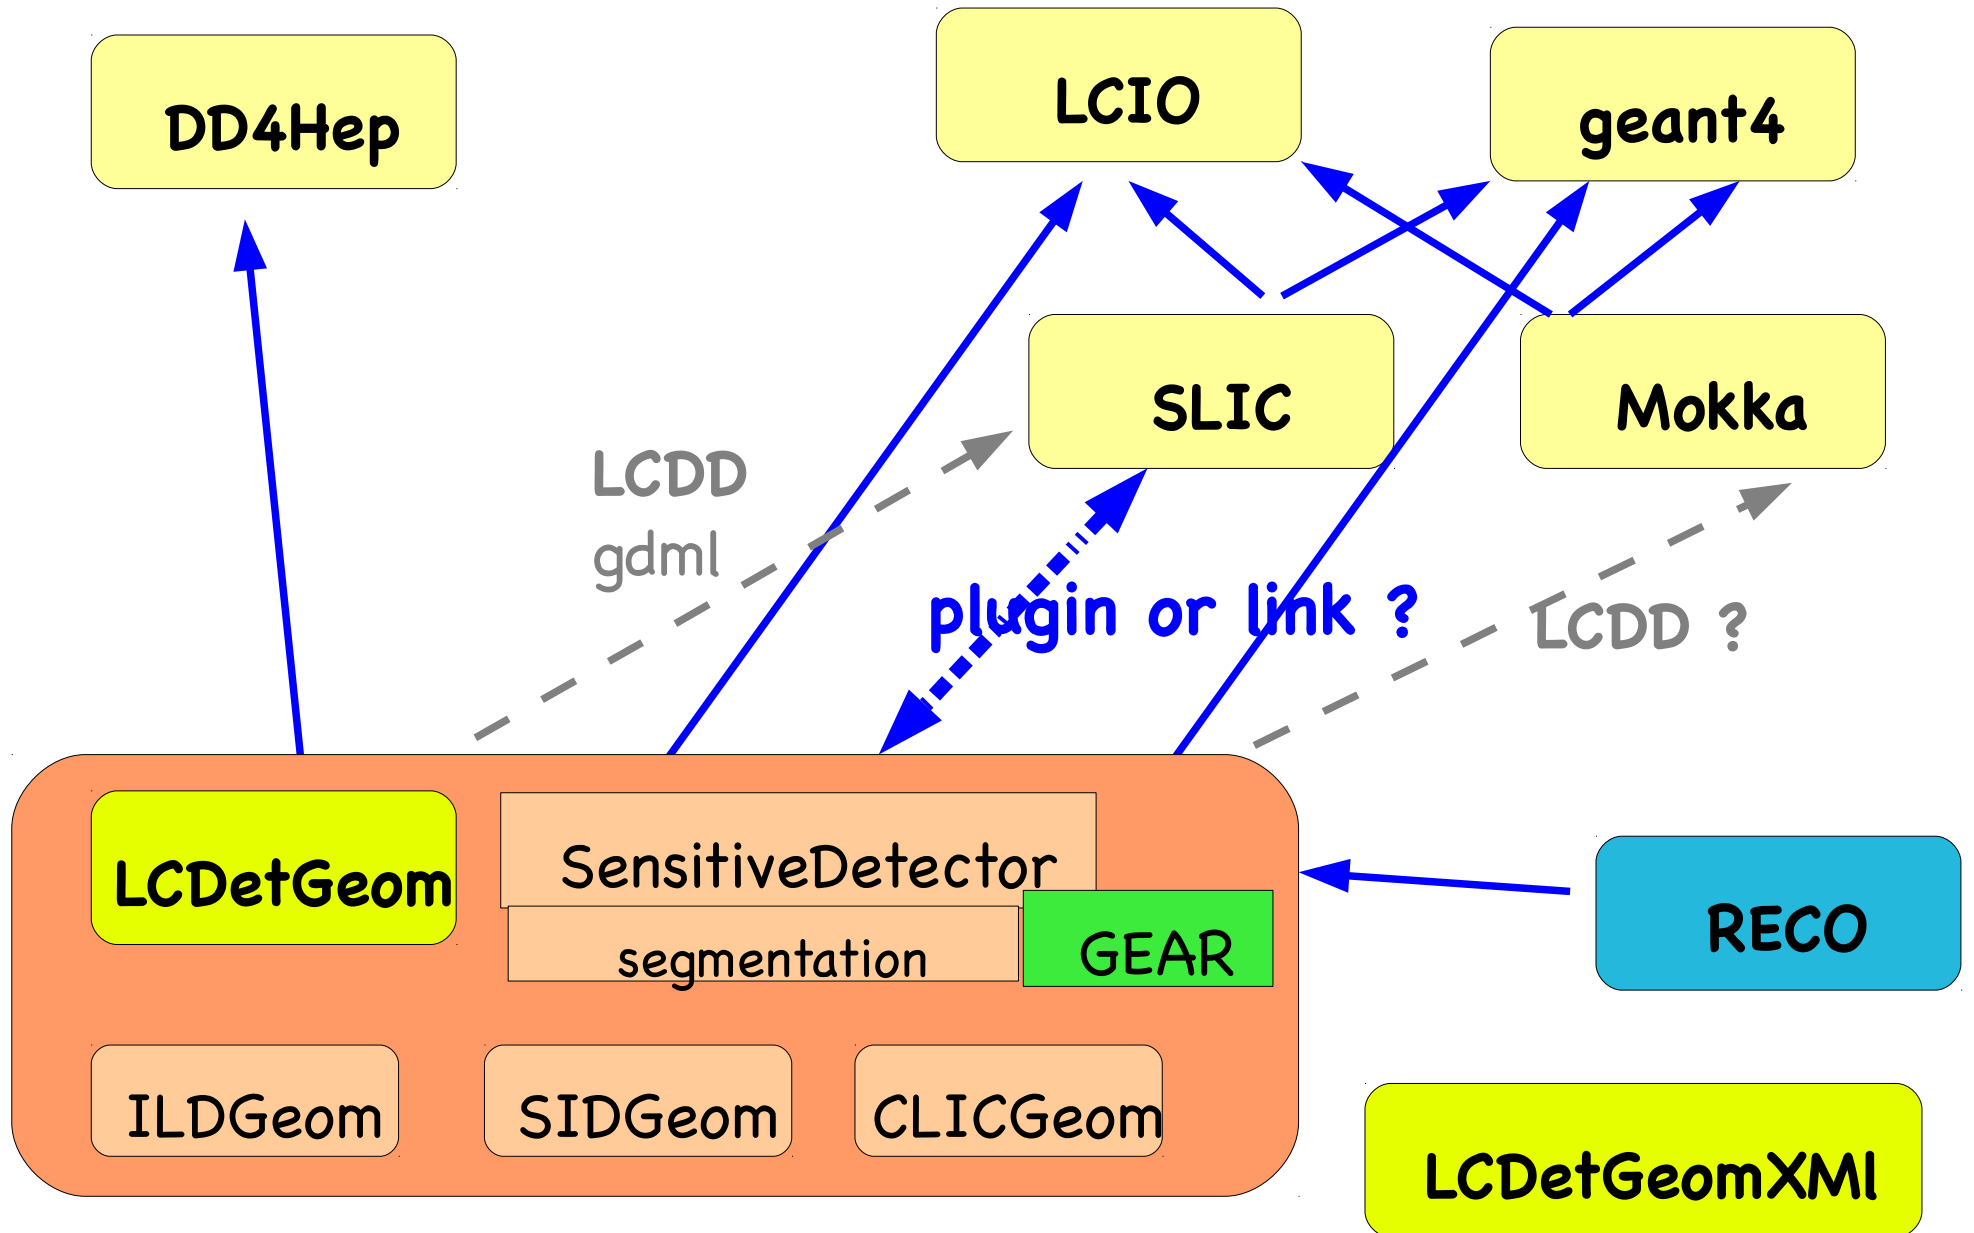 DD4Hep
LCIO
geant4
SLIC
Mokka
LCDD
gdml
plugin or link ?
LCDD ?
LCDetGeom
SensitiveDetector
segmentation
GEAR
RECO
ILDGeom
SIDGeom
CLICGeom
LCDetGeomXMl